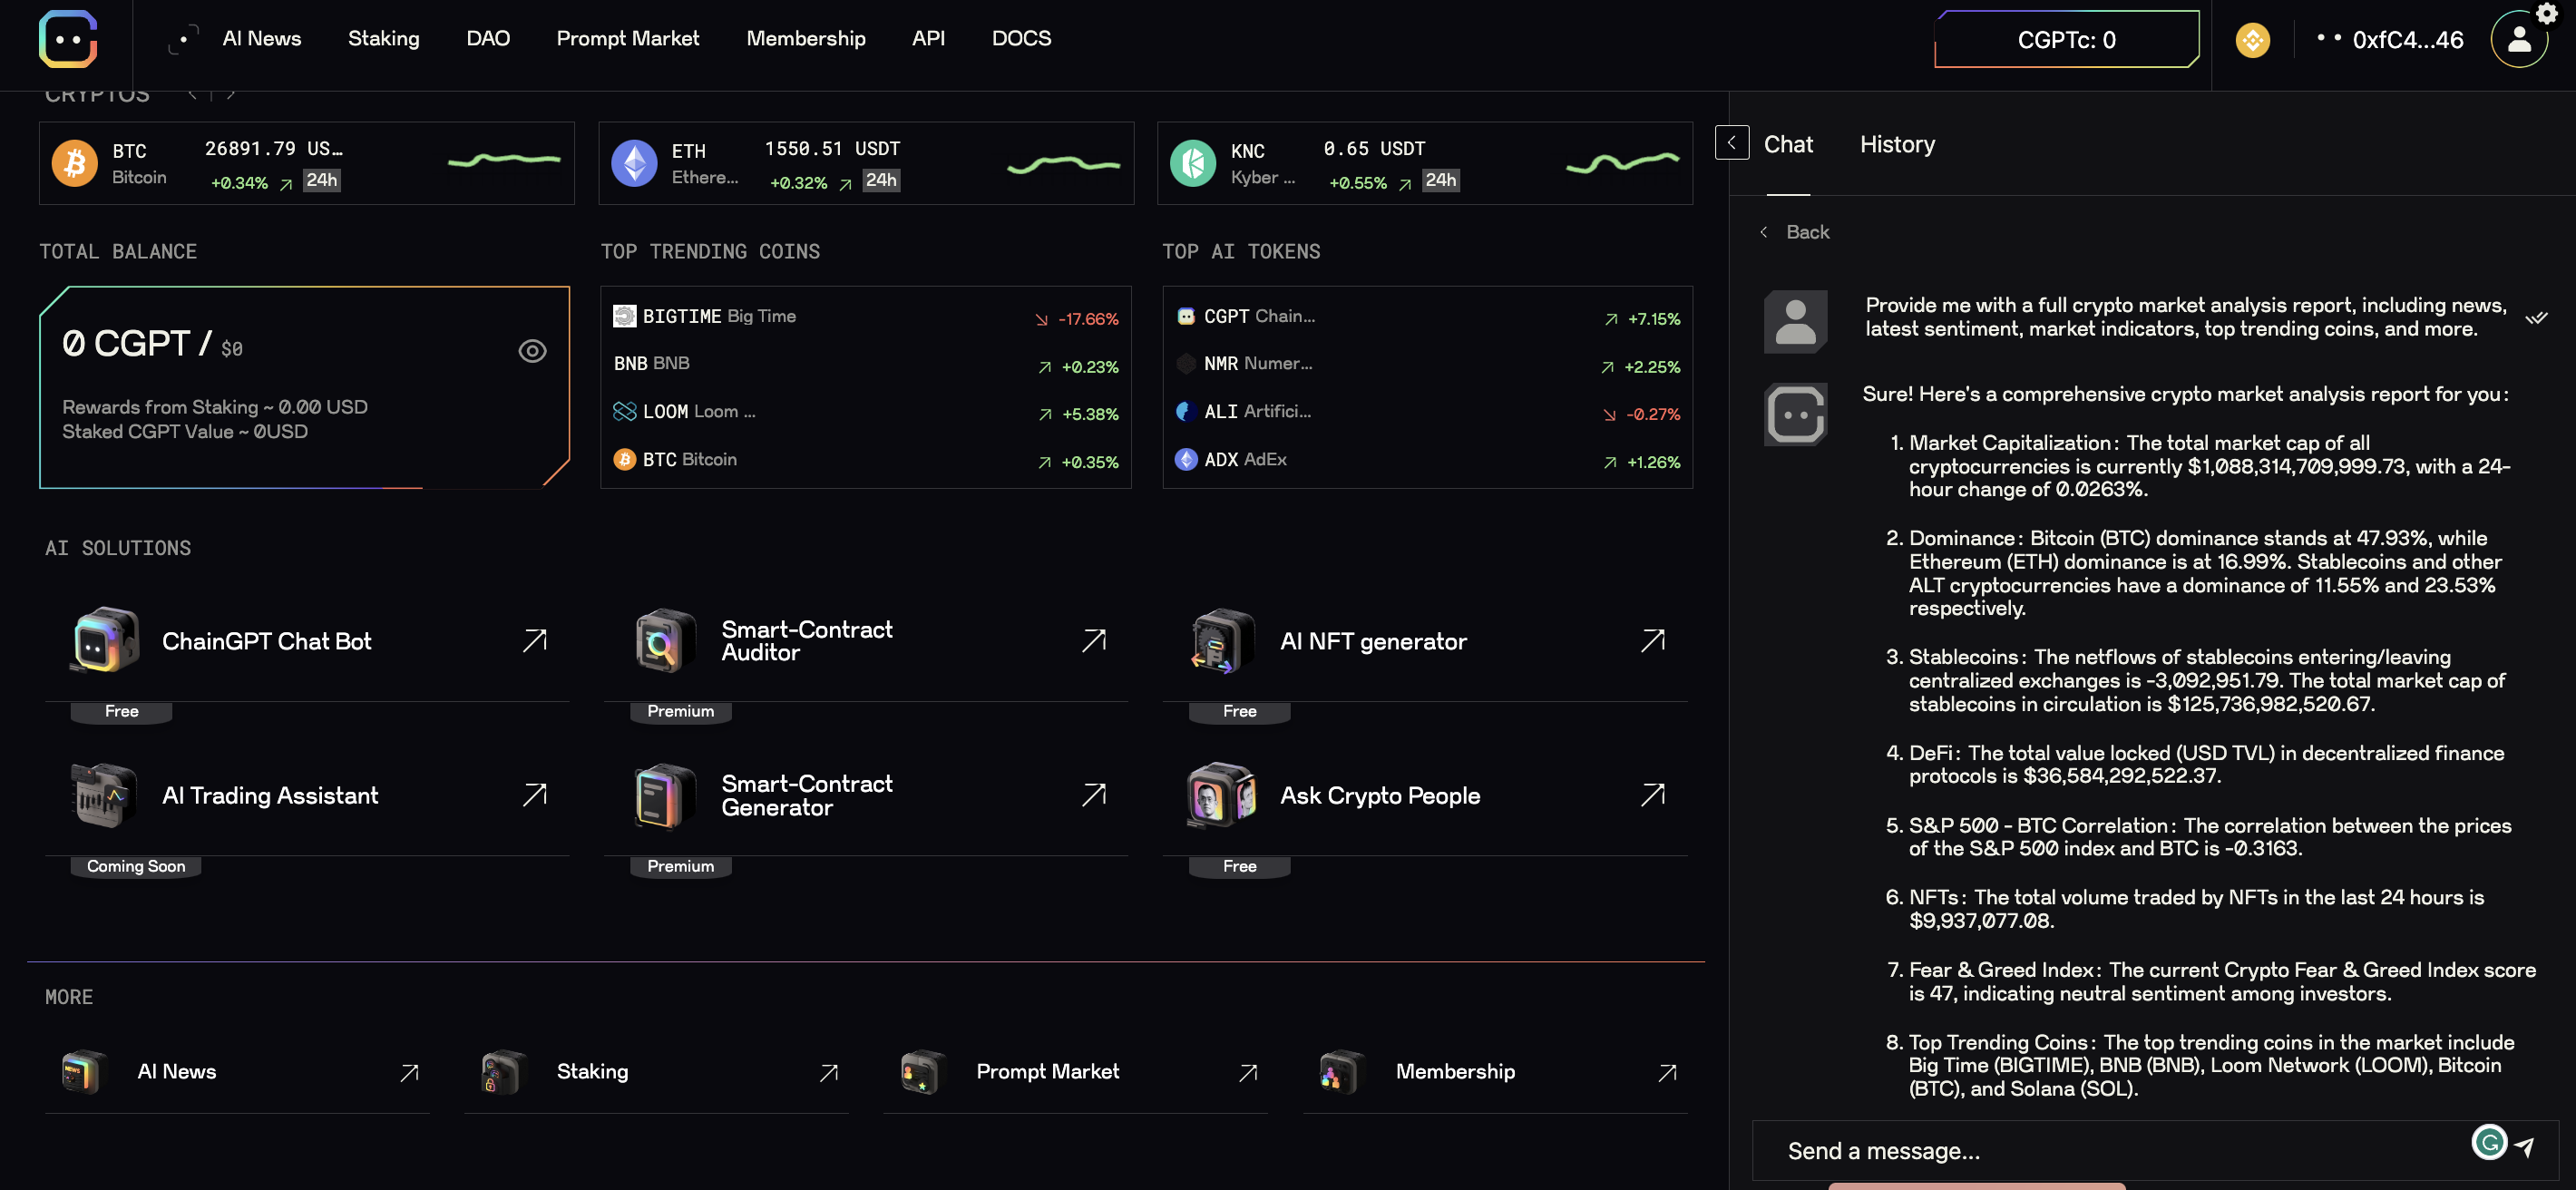 AI News
Staking
DAO
Prompt Market
Membership
API
DOCS
CGPTc: 0
0xfC4...46
CRYPTOS
BTC
Bitcoin
26891.79 US…
+0.34%
24h
ETH
Ethere...
1550.51 USDT
+0.32%
24h
KNC
Kyber ...
0.65 USDT
+0.55%
24h
TOTAL BALANCE
0 CGPT / $0
Rewards from Staking ~ 0.00 USD
Staked CGPT Value ~ 0USD
TOP TRENDING COINS
BIGTIME Big Time -17.66%
BNB BNB +0.23%
LOOM Loom ... +5.38%
BTC Bitcoin +0.35%
TOP AI TOKENS
CGPT Chain... +7.15%
NMR Numer... +2.25%
ALI Artifici... -0.27%
ADX AdEx +1.26%
AI SOLUTIONS
ChainGPT Chat Bot
Free
Smart-Contract
Auditor
Premium
AI NFT generator
Free
AI Trading Assistant
Coming Soon
Smart-Contract
Generator
Premium
Ask Crypto People
Free
MORE
NEWS
AI News
Staking
Prompt Market
Membership
Chat
History
Back
Provide me with a full crypto market analysis report, including news,
latest sentiment, market indicators, top trending coins, and more.
Sure! Here's a comprehensive crypto market analysis report for you:
1. Market Capitalization: The total market cap of all
cryptocurrencies is currently $1,088,314,709,999.73, with a 24-
hour change of 0.0263%.
2. Dominance: Bitcoin (BTC) dominance stands at 47.93%, while
Ethereum (ETH) dominance is at 16.99%. Stablecoins and other
ALT cryptocurrencies have a dominance of 11.55% and 23.53%
respectively.
3. Stablecoins: The netflows of stablecoins entering/leaving
centralized exchanges is -3,092,951.79. The total market cap of
stablecoins in circulation is $125,736,982,520.67.
4. DeFi: The total value locked (USD TVL) in decentralized finance
protocols is $36,584,292,522.37.
5. S&P 500 - BTC Correlation: The correlation between the prices
of the S&P 500 index and BTC is -0.3163.
6. NFTs: The total volume traded by NFTs in the last 24 hours is
$9,937,077.08.
7. Fear & Greed Index: The current Crypto Fear & Greed Index score
is 47, indicating neutral sentiment among investors.
8. Top Trending Coins: The top trending coins in the market include
Big Time (BIGTIME), BNB (BNB), Loom Network (LOOM), Bitcoin
(BTC), and Solana (SOL).
Send a message...